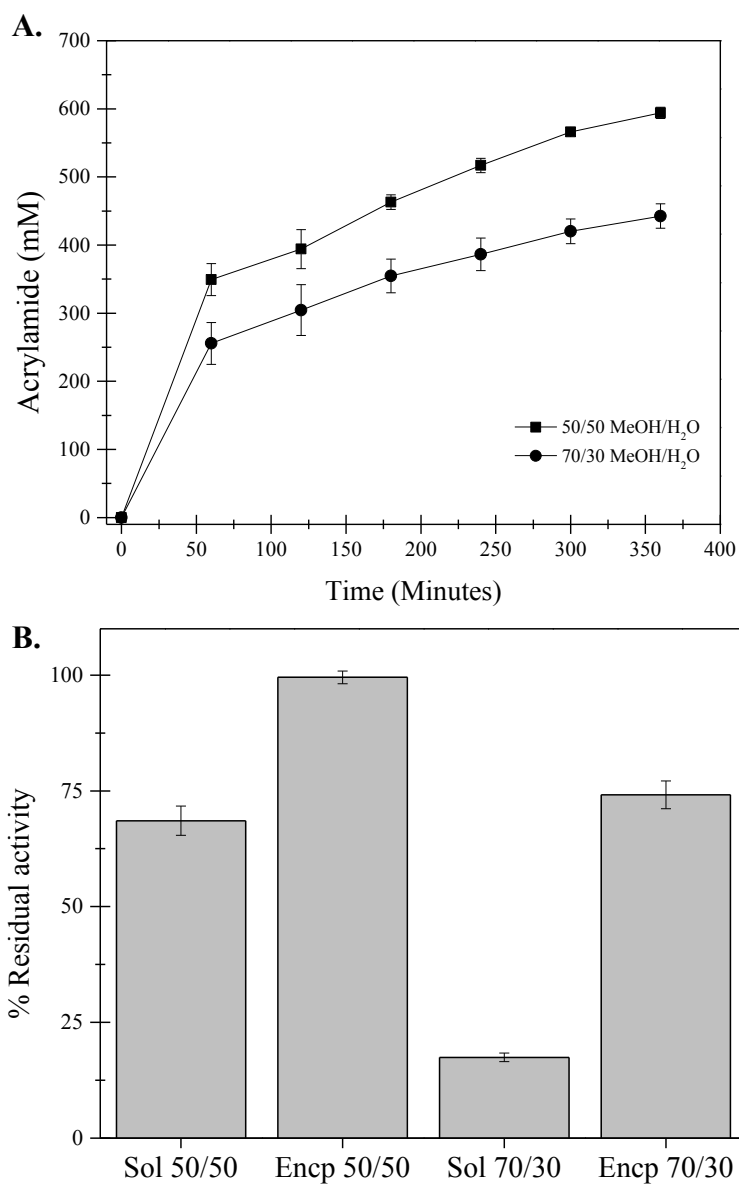 A.
700
600
500
400
300
200
100
0
Acrylamide (mM)
50/50 MeOH/H₂O
70/30 MeOH/H₂O
0 50 100 150 200 250 300 350 400
Time (Minutes)
B.
100
75
50
25
0
% Residual activity
Sol 50/50 Encp 50/50 Sol 70/30 Encp 70/30